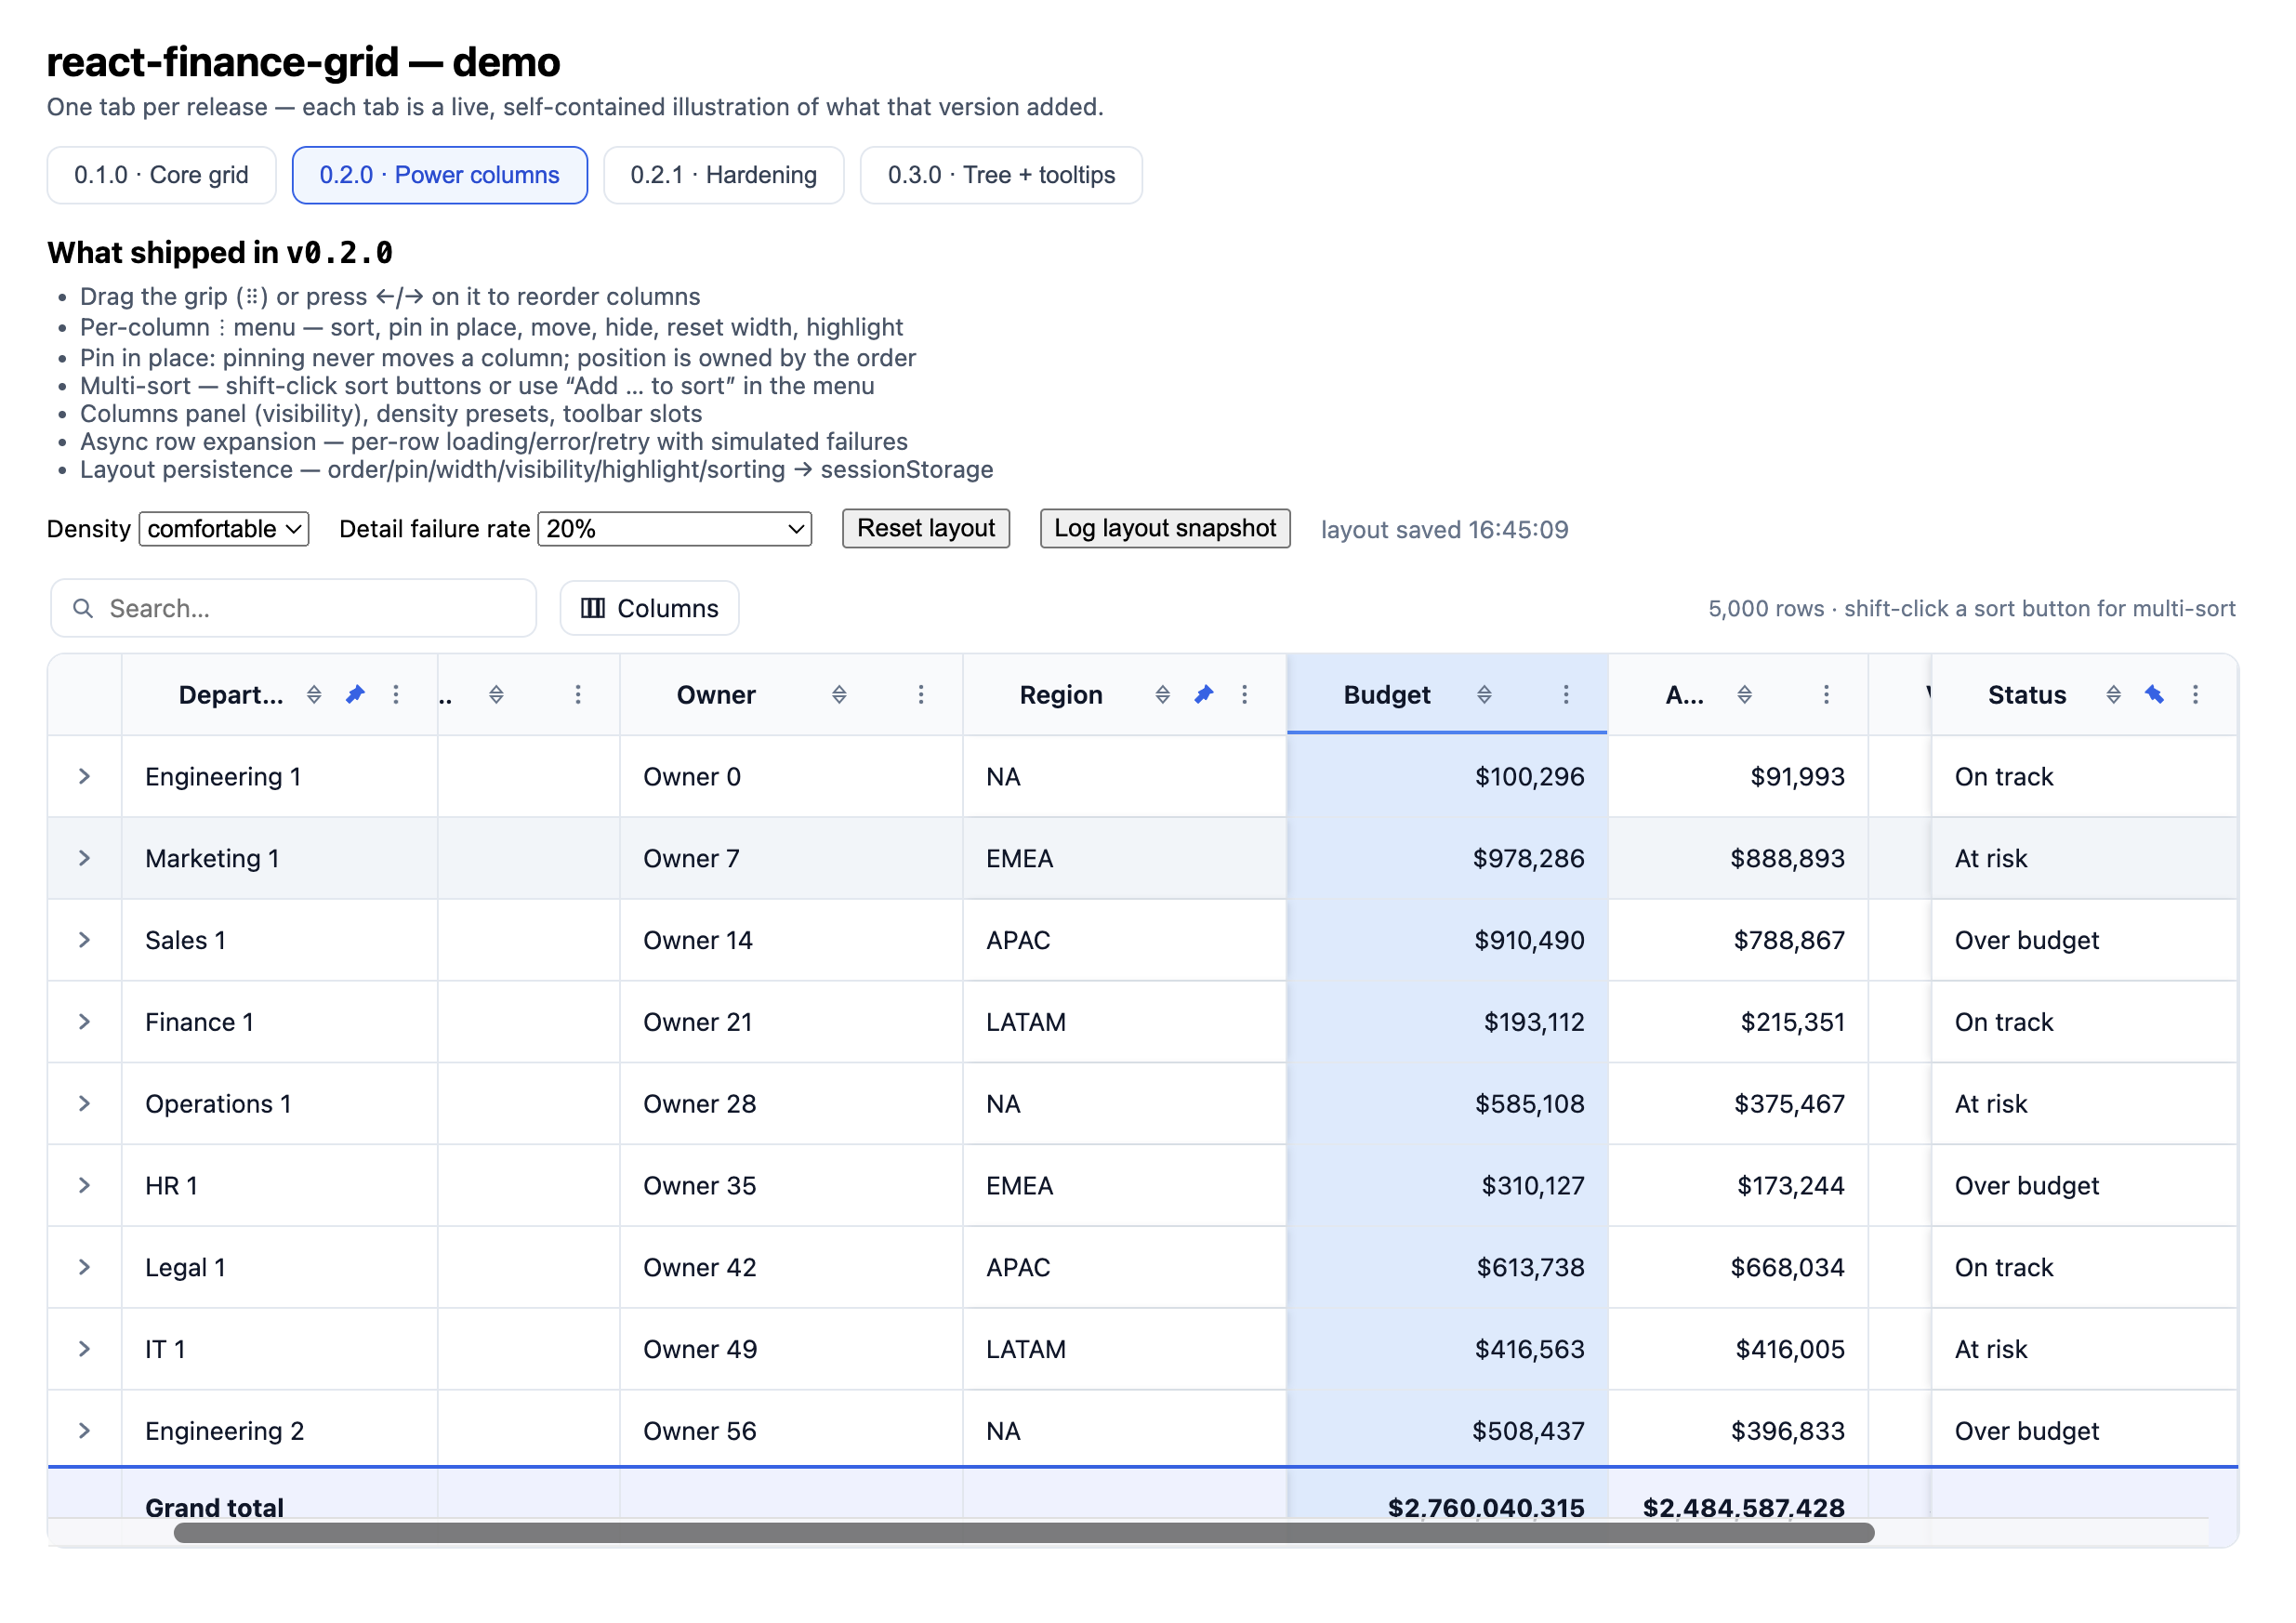 react-finance-grid — demo
One tab per release — each tab is a live, self-contained illustration of what that version added.
0.1.0 · Core grid 0.2.0 · Power columns 0.2.1 · Hardening 0.3.0 · Tree + tooltips
What shipped in v0.2.0
• Drag the grip (⠿) or press ←/→ on it to reorder columns
• Per-column ⋮ menu — sort, pin in place, move, hide, reset width, highlight
• Pin in place: pinning never moves a column; position is owned by the order
• Multi-sort — shift-click sort buttons or use “Add … to sort” in the menu
• Columns panel (visibility), density presets, toolbar slots
• Async row expansion — per-row loading/error/retry with simulated failures
• Layout persistence — order/pin/width/visibility/highlight/sorting → sessionStorage
Density comfortable Detail failure rate 20% Reset layout Log layout snapshot layout saved 16:45:09
Search... Columns 5,000 rows · shift-click a sort button for multi-sort
Depart... .. Owner Region Budget A... Status
Engineering 1 Owner 0 NA $100,296 $91,993 On track
Marketing 1 Owner 7 EMEA $978,286 $888,893 At risk
Sales 1 Owner 14 APAC $910,490 $788,867 Over budget
Finance 1 Owner 21 LATAM $193,112 $215,351 On track
Operations 1 Owner 28 NA $585,108 $375,467 At risk
HR 1 Owner 35 EMEA $310,127 $173,244 Over budget
Legal 1 Owner 42 APAC $613,738 $668,034 On track
IT 1 Owner 49 LATAM $416,563 $416,005 At risk
Engineering 2 Owner 56 NA $508,437 $396,833 Over budget
Grand total $2,760,040,315 $2,484,587,428